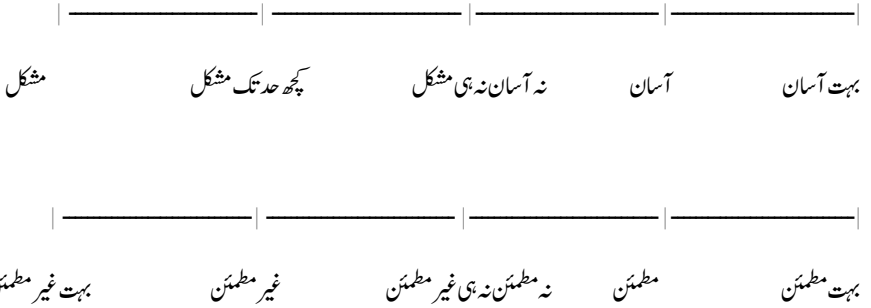 بہت آسان آسان نہ آسان نہ ہی مشکل کچھ حد تک مشکل مشکل
بہت مطمئن مطمئن نہ مطمئن نہ ہی غیر مطمئن غیر مطمئن بہت غیر